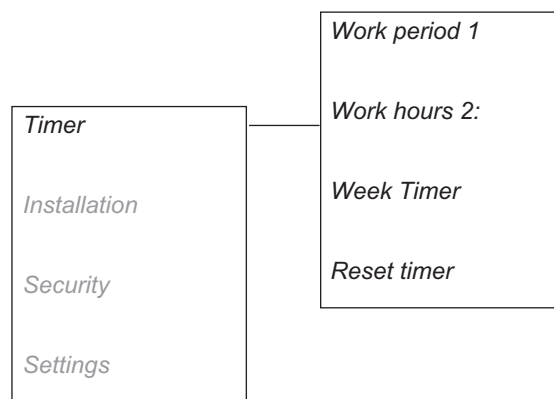 Timer
Installation
Security
Settings
Work period 1
Work hours 2:
Week Timer
Reset timer